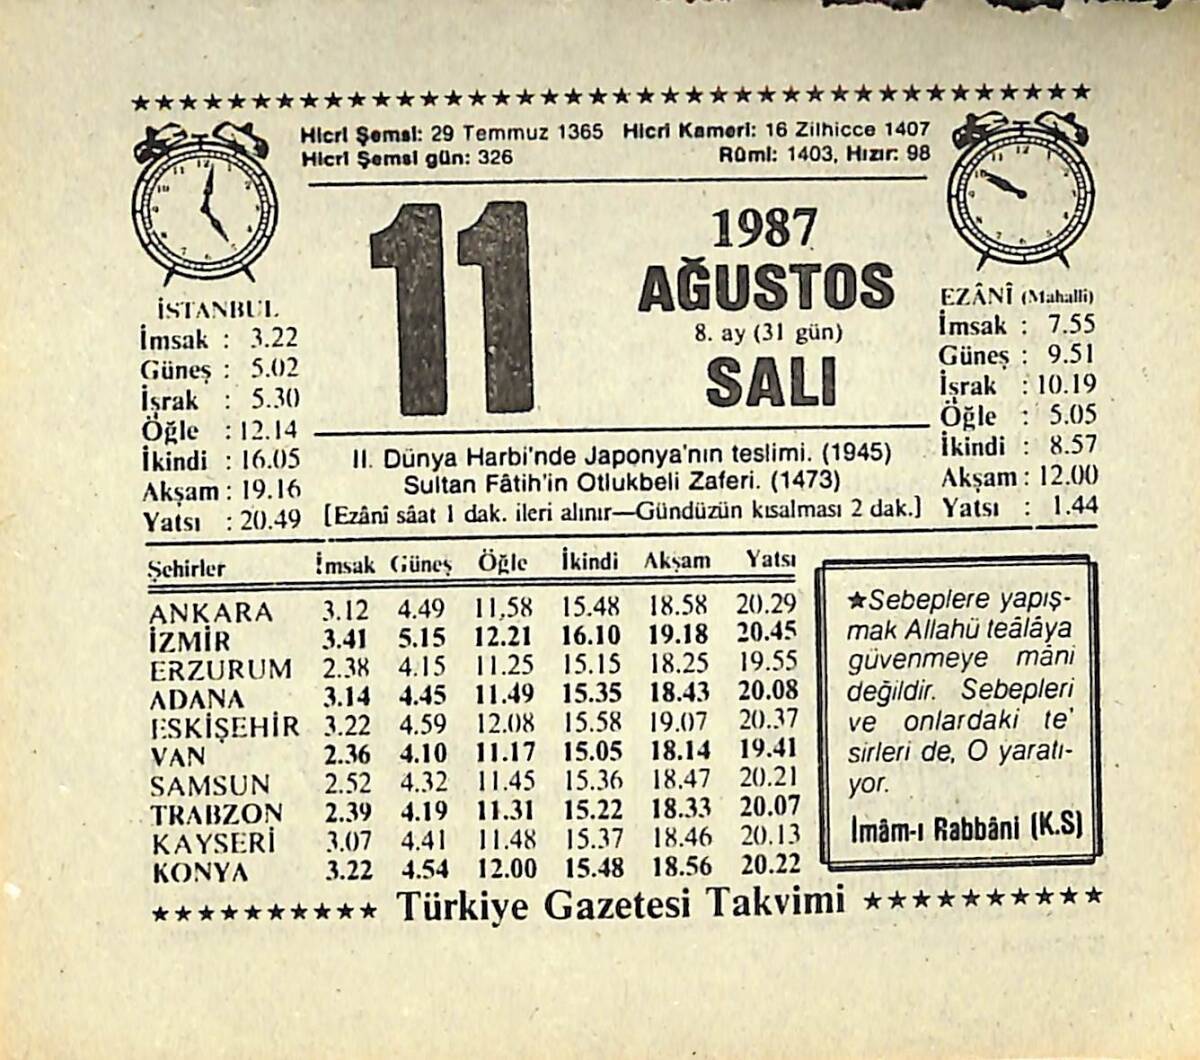 Hicri Şemsi: 29 Temmuz 1365 Hicri Kameri: 16 Zilhicce 1407
Hicri Şemsi gün: 326 Rûmi: 1403, Hızır: 98
11
1987
AĞUSTOS
8. ay (31 gün)
SALI
İSTANBUL
İmsak : 3.22
Güneş : 5.02
İşrak : 5.30
Öğle : 12.14
İkindi : 16.05
Akşam : 19.16
Yatsı : 20.49
EZÂNÎ (Mahalli)
İmsak : 7.55
Güneş : 9.51
İşrak : 10.19
Öğle : 5.05
İkindi : 8.57
Akşam : 12.00
Yatsı : 1.44
II. Dünya Harbi'nde Japonya'nın teslimi. (1945)
Sultan Fâtih'in Otlukbeli Zaferi. (1473)
[Ezânî sâat 1 dak. ileri alınır—Gündüzün kısalması 2 dak.]
Şehirler İmsak Güneş Öğle İkindi Akşam Yatsı
ANKARA 3.12 4.49 11.58 15.48 18.58 20.29
İZMİR 3.41 5.15 12.21 16.10 19.18 20.45
ERZURUM 2.38 4.15 11.25 15.15 18.25 19.55
ADANA 3.14 4.45 11.49 15.35 18.43 20.08
ESKİŞEHİR 3.22 4.59 12.08 15.58 19.07 20.37
VAN 2.36 4.10 11.17 15.05 18.14 19.41
SAMSUN 2.52 4.32 11.45 15.36 18.47 20.21
TRABZON 2.39 4.19 11.31 15.22 18.33 20.07
KAYSERİ 3.07 4.41 11.48 15.37 18.46 20.13
KONYA 3.22 4.54 12.00 15.48 18.56 20.22
★Sebeplere yapış-
mak Allahü teâlâya
güvenmeye mâni
değildir. Sebepleri
ve onlardaki te'
sirleri de, O yaratı-
yor.
İmâm-ı Rabbâni (K.S)
Türkiye Gazetesi Takvimi